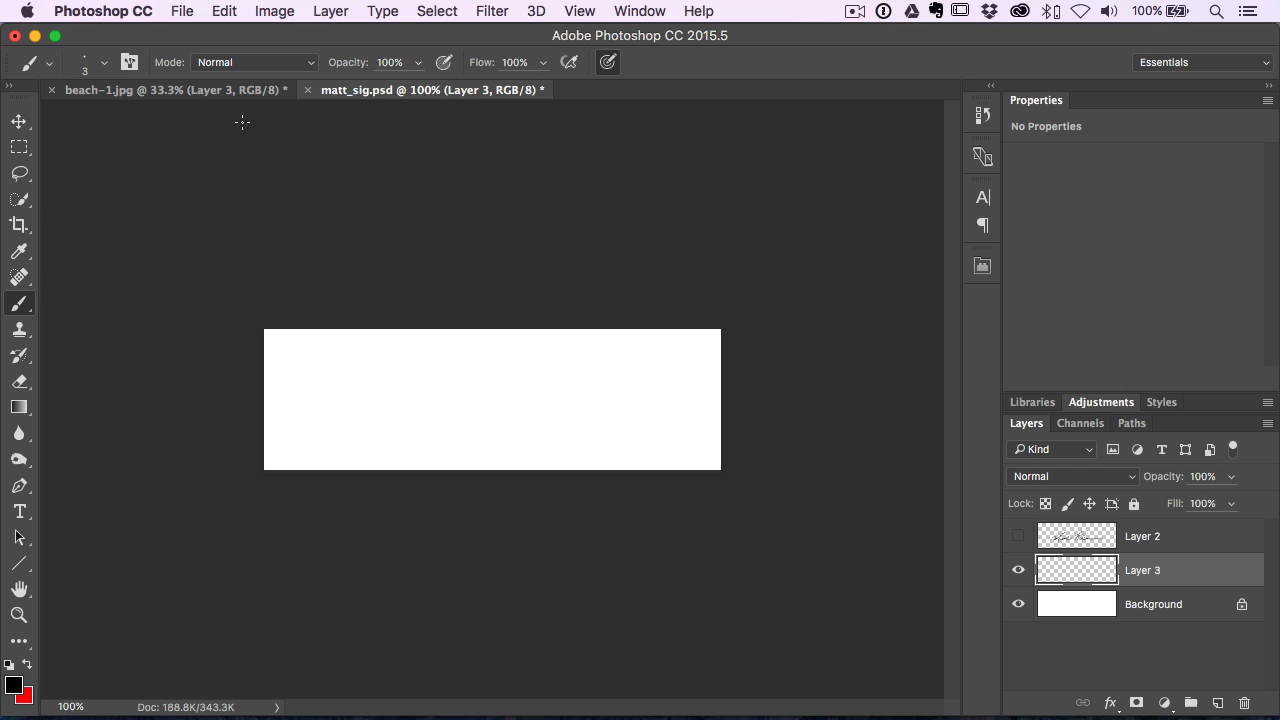 Photoshop CC File Edit Image Layer Type Select Filter 3D View Window Help 100%
Adobe Photoshop CC 2015.5
3 Mode: Normal Opacity: 100% Flow: 100% Essentials
beach-1.jpg @ 33.3% (Layer 3, RGB/8) * matt_sig.psd @ 100% (Layer 3, RGB/8) *
Properties
No Properties
Libraries Adjustments Styles
Layers Channels Paths
Kind
Normal Opacity: 100%
Lock: Fill: 100%
Layer 2
Layer 3
Background
100% Doc: 188.8K/343.3K